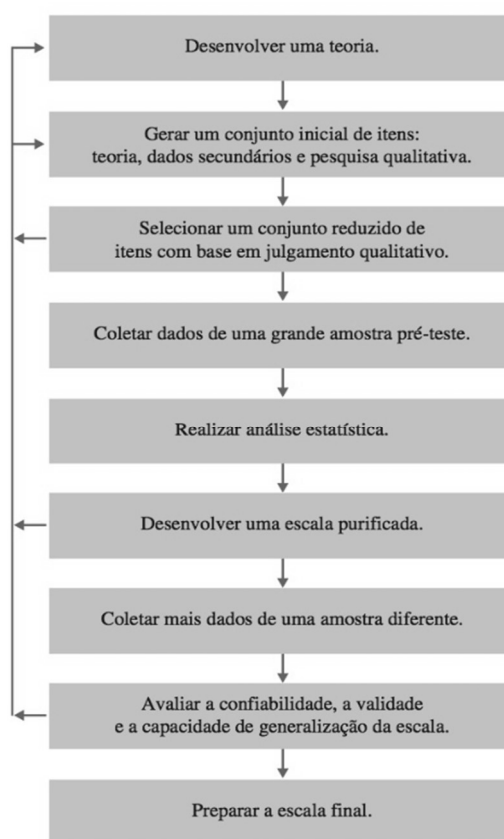 Desenvolver uma teoria.
Gerar um conjunto inicial de itens:
teoria, dados secundários e pesquisa qualitativa.
Selecionar um conjunto reduzido de
itens com base em julgamento qualitativo.
Coletar dados de uma grande amostra pré-teste.
Realizar análise estatística.
Desenvolver uma escala purificada.
Coletar mais dados de uma amostra diferente.
Avaliar a confiabilidade, a validade
e a capacidade de generalização da escala.
Preparar a escala final.